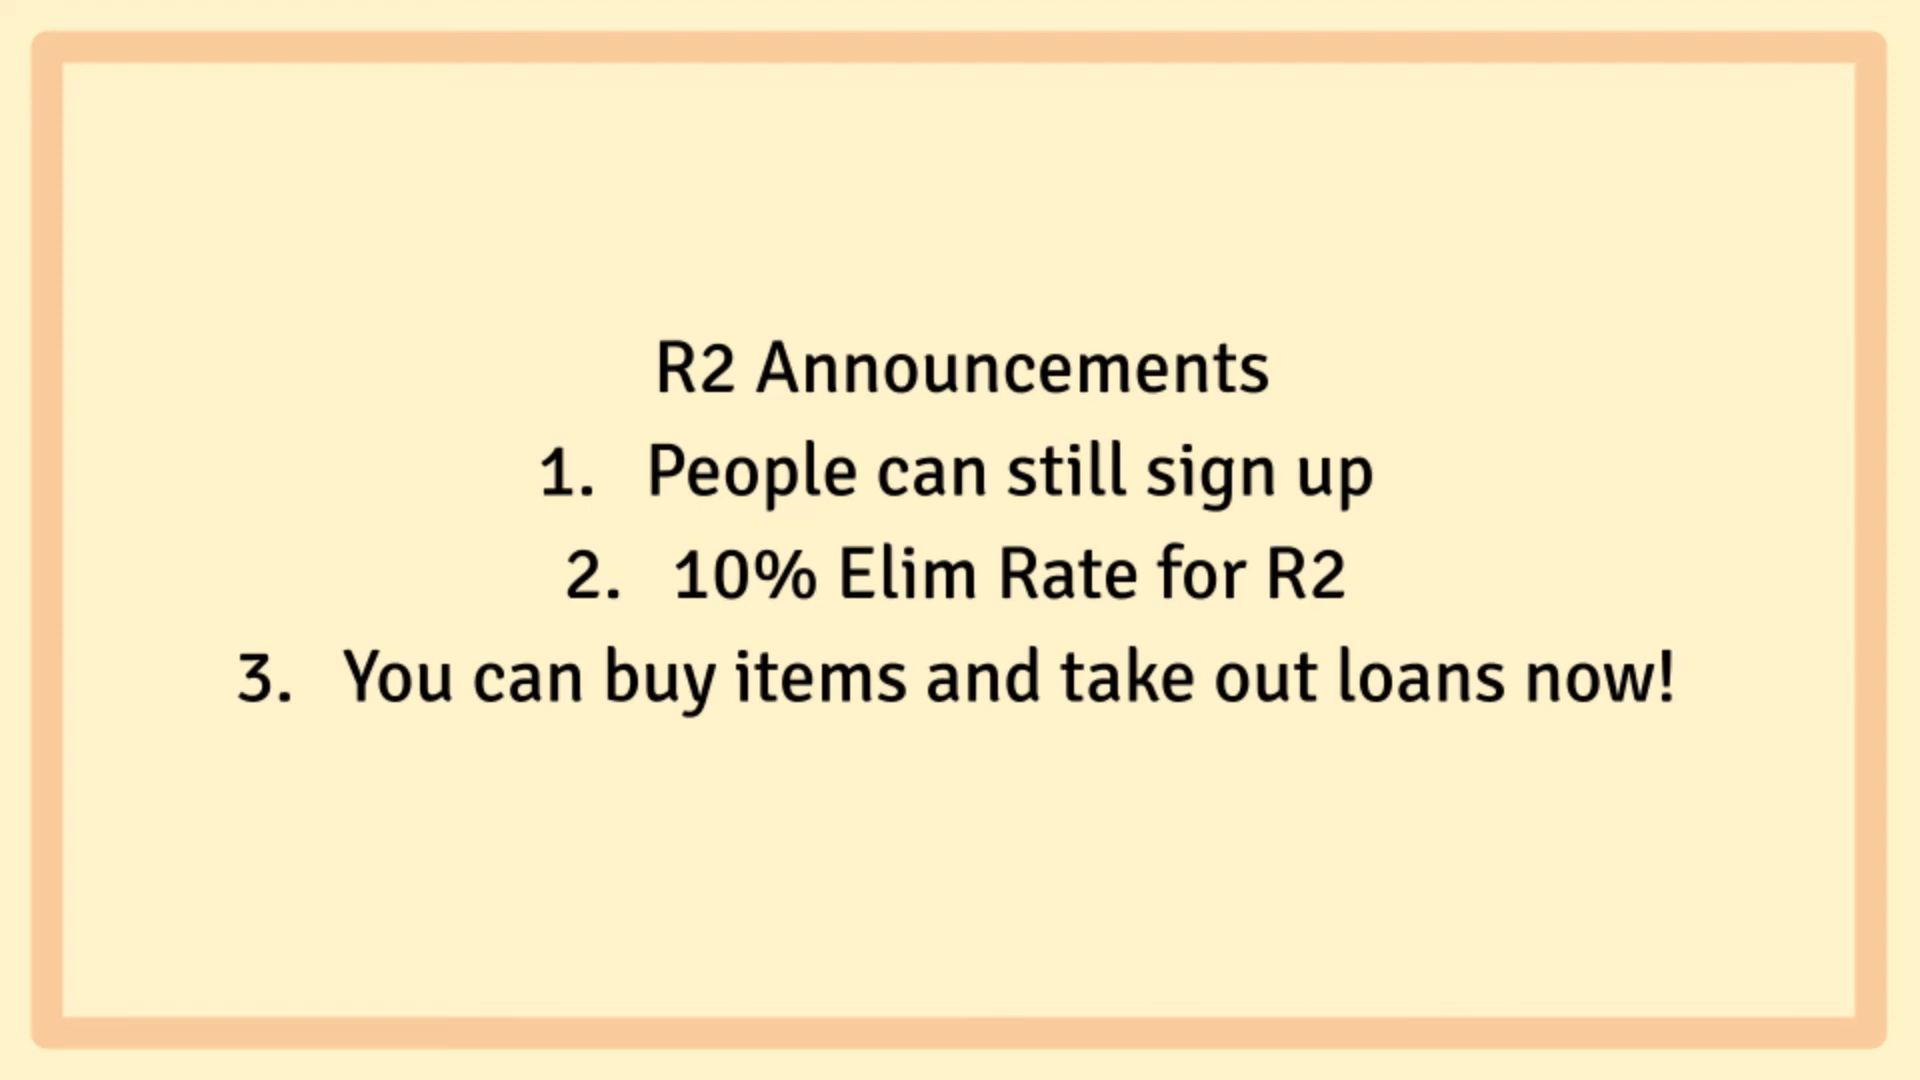 R2 Announcements
1. People can still sign up
2. 10% Elim Rate for R2
3. You can buy items and take out loans now!